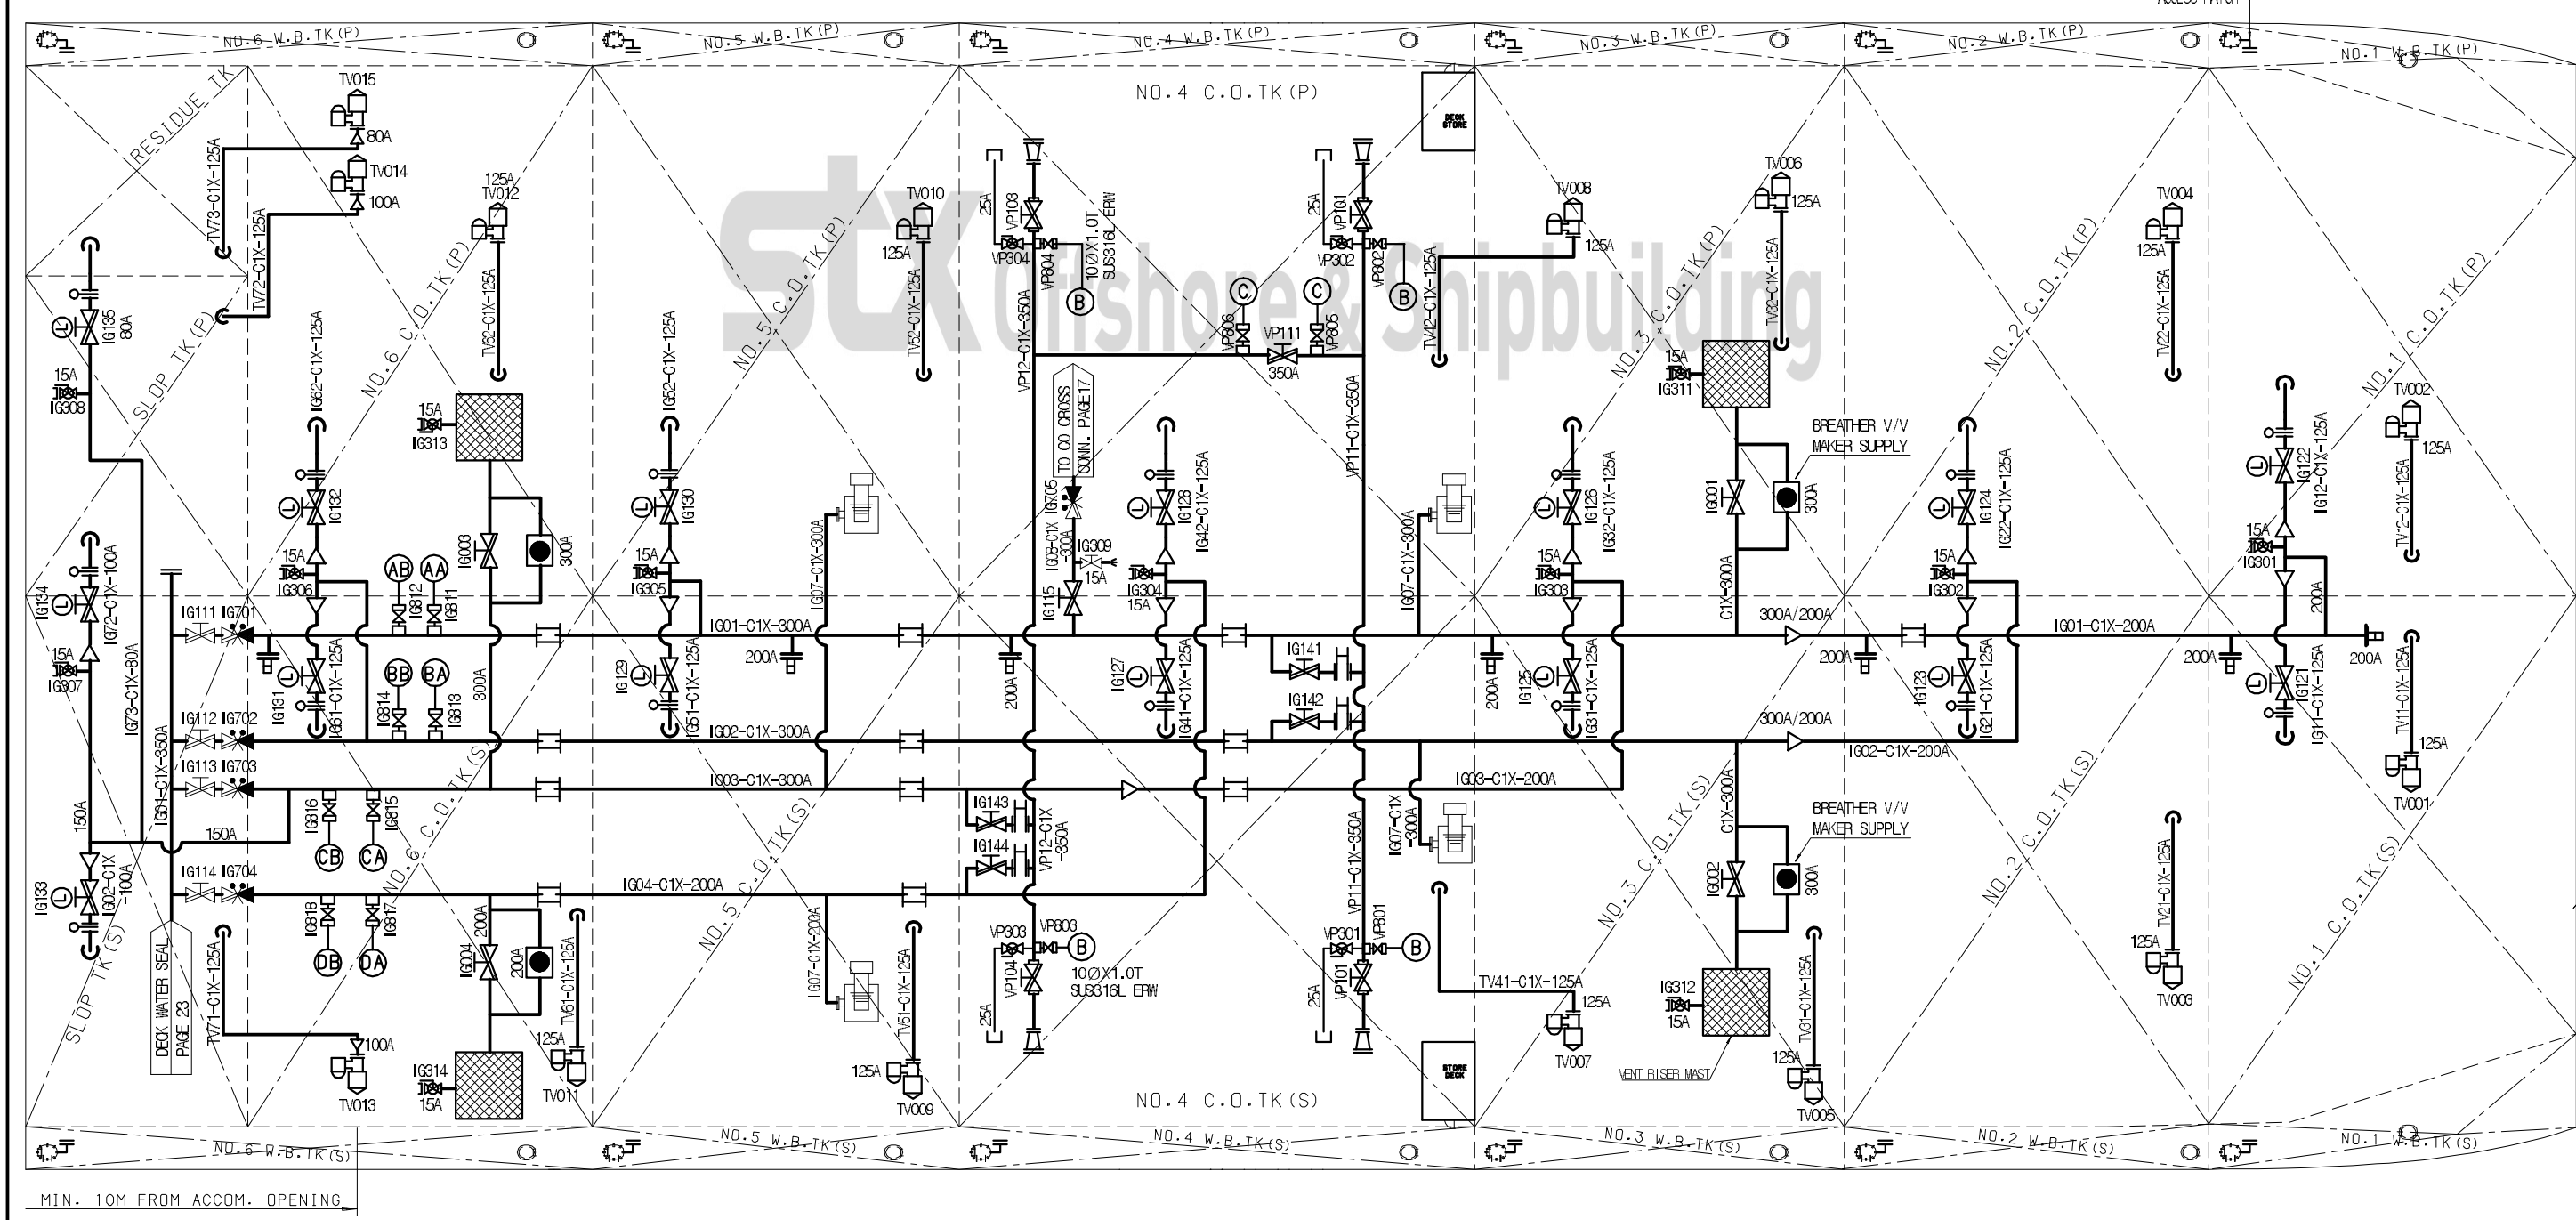 ACCESS HATCH
NO.6 W.B.TK(P)
NO.5 W.B.TK(P)
NO.4 W.B.TK(P)
NO.3 W.B.TK(P)
NO.2 W.B.TK(P)
NO.1 W.B.TK(P)
RESIDUE TK
TV015
80A
TV73-C1X-125A
TV014
100A
TV72-C1X-125A
125A
TV012
TV62-C1X-125A
TV010
125A
TV52-C1X-125A
NO.4 C.O.TK(P)
DECK
STORE
25A
VP103
VP304
VP804
10ØX1.0T
SUS316L ERW
B
25A
VP101
VP302
VP802
B
TV008
125A
TV42-C1X-125A
TV006
125A
TV32-C1X-125A
TV004
125A
TV22-C1X-125A
TV002
125A
TV12-C1X-125A
stx Offshore & Shipbuilding
SLOP TK(P)
NO.6 C.O.TK(P)
NO.5 C.O.TK(P)
NO.3 C.O.TK(P)
NO.2 C.O.TK(P)
NO.1 C.O.TK(P)
L
IG135
80A
15A
IG308
IG62-C1X-125A
IG52-C1X-125A
VP12-C1X-350A
C
C
VP806
VP111
VP805
350A
VP11-C1X-350A
15A
IG313
15A
IG311
BREATHER V/V
MAKER SUPPLY
TO CO CROSS
CONN. PAGE17
IG705
IG08-C1X
-300A
IG309
15A
IG115
L
IG132
L
IG130
L
IG128
IG42-C1X-125A
L
IG126
IG32-C1X-125A
IG001
300A
L
IG124
IG22-C1X-125A
L
IG122
IG12-C1X-125A
IG003
300A
IG07-C1X-300A
IG07-C1X-300A
C1X-300A
IG134
L
IG72-C1X-100A
15A
IG307
IG73-C1X-80A
15A
IG306
AB
AA
IG812
IG811
15A
IG305
IG304
15A
15A
IG303
15A
IG302
15A
IG301
200A
IG111
IG701
IG01-C1X-300A
300A/200A
IG01-C1X-200A
200A
200A
200A
200A
200A
200A
L
IG131
IG61-C1X-125A
BB
BA
IG814
IG813
300A
L
IG129
IG51-C1X-125A
L
IG127
IG41-C1X-125A
IG141
IG142
L
IG125
IG31-C1X-125A
L
IG123
IG21-C1X-125A
L
IG121
IG11-C1X-125A
TV11-C1X-125A
125A
TV001
IG01-C1X-350A
IG112
IG702
IG02-C1X-300A
300A/200A
IG02-C1X-200A
IG113
IG703
IG03-C1X-300A
IG03-C1X-200A
150A
150A
IG816
IG815
CB
CA
IG143
IG144
VP12-C1X
-350A
VP11-C1X-350A
IG07-C1X
-300A
C1X-300A
BREATHER V/V
MAKER SUPPLY
IG133
L
IG02-C1X
-100A
IG114
IG704
IG04-C1X-200A
IG818
IG817
DB
DA
200A
IG004
200A
IG002
300A
SLOP TK(S)
NO.6 C.O.TK(S)
NO.5 C.O.TK(S)
NO.3 C.O.TK(S)
NO.2 C.O.TK(S)
NO.1 C.O.TK(S)
DECK WATER SEAL
PAGE 23
TV71-C1X-125A
100A
TV013
IG314
15A
TV61-C1X-125A
125A
TV011
IG07-C1X-200A
TV51-C1X-125A
125A
TV009
VP303
VP803
B
VP104
25A
10ØX1.0T
SUS316L ERW
VP301
VP801
B
VP101
25A
TV41-C1X-125A
125A
TV007
IG312
15A
VENT RISER MAST
TV31-C1X-125A
125A
TV005
TV21-C1X-125A
125A
TV003
STORE
DECK
NO.4 C.O.TK(S)
NO.6 W.B.TK(S)
NO.5 W.B.TK(S)
NO.4 W.B.TK(S)
NO.3 W.B.TK(S)
NO.2 W.B.TK(S)
NO.1 W.B.TK(S)
MIN. 10M FROM ACCOM. OPENING